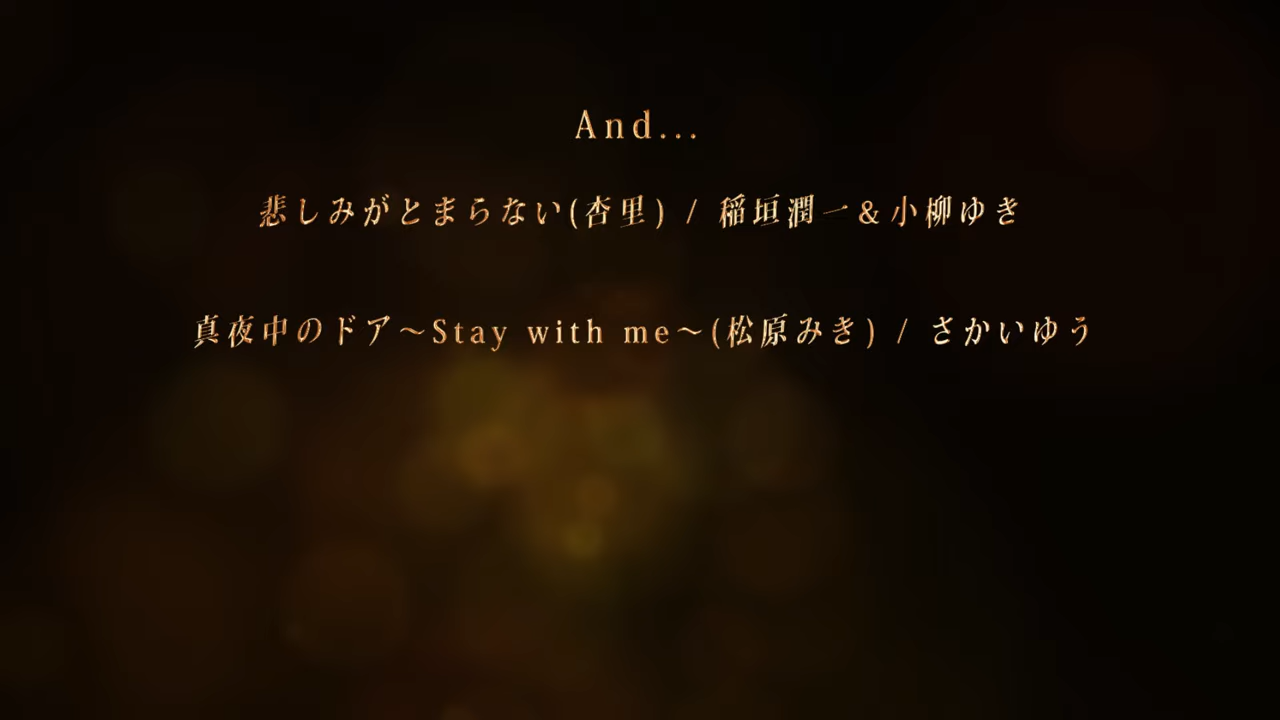 And...
悲しみがとまらない(杏里) / 稲垣潤一&小柳ゆき
真夜中のドア～Stay with me～(松原みき) / さかいゆう